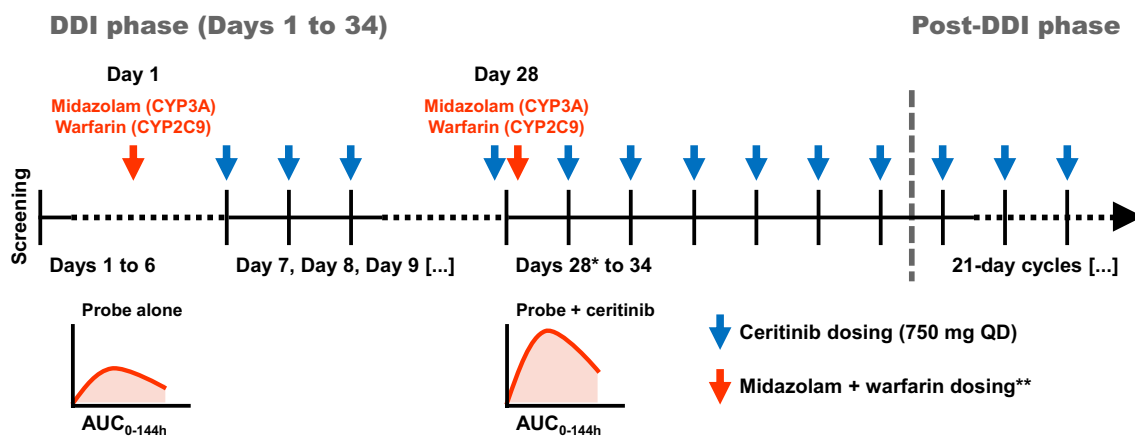 DDI phase (Days 1 to 34)
Post-DDI phase
Day 1
Midazolam (CYP3A)
Warfarin (CYP2C9)
Day 28
Midazolam (CYP3A)
Warfarin (CYP2C9)
Screening
Days 1 to 6
Day 7, Day 8, Day 9 [...]
Days 28* to 34
21-day cycles [...]
Probe alone
AUC0-144h
Probe + ceritinib
AUC0-144h
Ceritinib dosing (750 mg QD)
Midazolam + warfarin dosing**